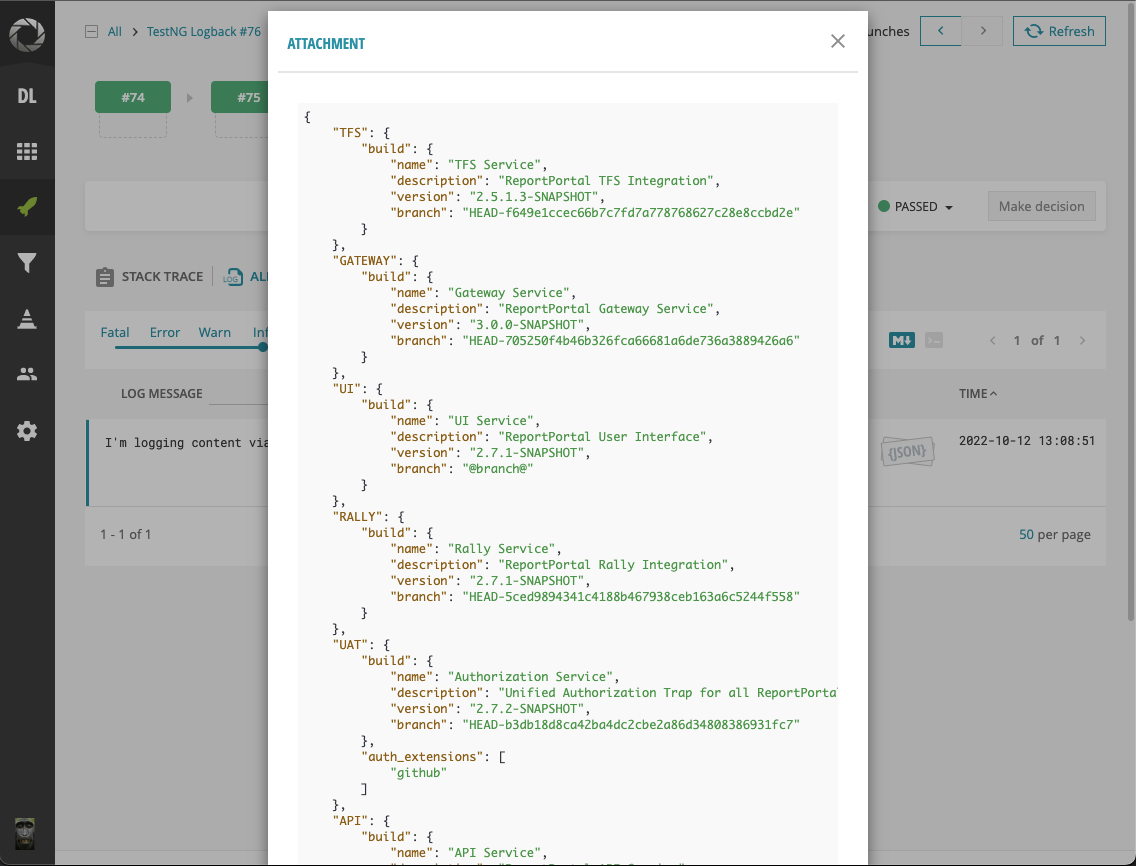 All
TestNG Logback #76
unches
Refresh
DL
#74
#75
PASSED
Make decision
STACK TRACE
LOG
Fatal
Error
Warn
M
1 of 1
LOG MESSAGE
TIME
I'm logging content via
{JSON}
2022-10-12 13:08:51
1 - 1 of 1
50 per page
ATTACHMENT
{
"TFS": {
"build": {
"name": "TFS Service",
"description": "ReportPortal TFS Integration",
"version": "2.5.1.3-SNAPSHOT",
"branch": "HEAD-f649e1ccec66b7c7fd7a778768627c28e8ccbd2e"
}
},
"GATEWAY": {
"build": {
"name": "Gateway Service",
"description": "ReportPortal Gateway Service",
"version": "3.0.0-SNAPSHOT",
"branch": "HEAD-705250f4b46b326fca66681a6de736a3889426a6"
}
},
"UI": {
"build": {
"name": "UI Service",
"description": "ReportPortal User Interface",
"version": "2.7.1-SNAPSHOT",
"branch": "@branch@"
}
},
"RALLY": {
"build": {
"name": "Rally Service",
"description": "ReportPortal Rally Integration",
"version": "2.7.1-SNAPSHOT",
"branch": "HEAD-5ced9894341c4188b467938ceb163a6c5244f558"
}
},
"UAT": {
"build": {
"name": "Authorization Service",
"description": "Unified Authorization Trap for all ReportPortal
"version": "2.7.2-SNAPSHOT",
"branch": "HEAD-b3db18d8ca42ba4dc2cbe2a86d34808386931fc7"
},
"auth_extensions": [
"github"
]
},
"API": {
"build": {
"name": "API Service",